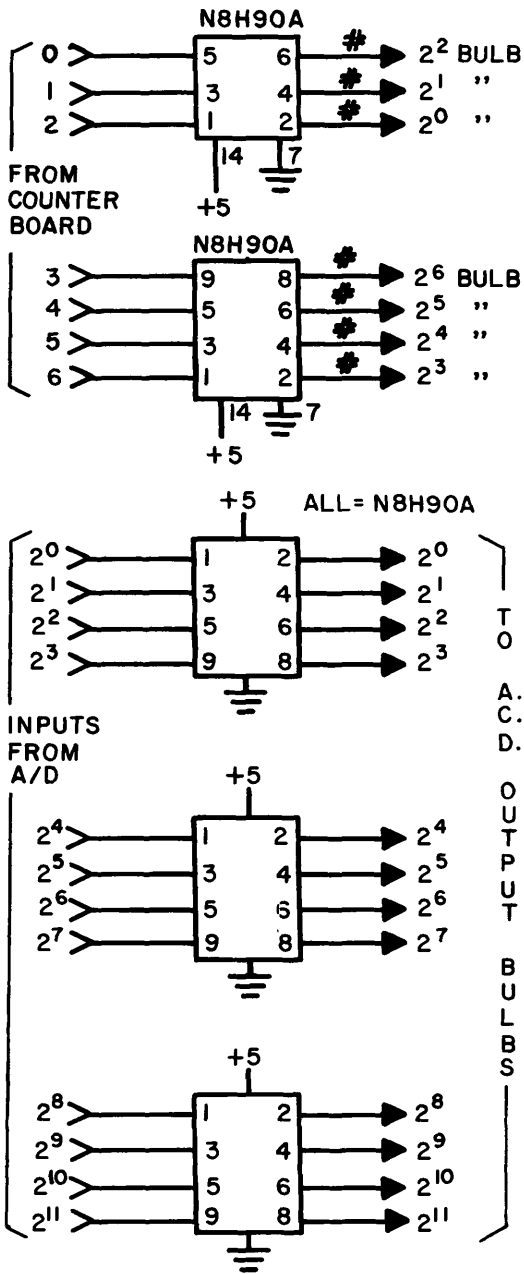 N8H90A
0 5 6 # 2² BULB
1 3 4 # 2¹ ”
2 1 2 # 2⁰ ”
14 7
+5
FROM
COUNTER
BOARD
N8H90A
3 9 8 # 2⁶ BULB
4 5 6 # 2⁵ ”
5 3 4 # 2⁴ ”
6 1 2 # 2³ ”
14 7
+5
+5 ALL= N8H90A
2⁰ 1 2 2⁰
2¹ 3 4 2¹
2² 5 6 2²
2³ 9 8 2³
INPUTS
FROM
A/D
+5
2⁴ 1 2 2⁴
2⁵ 3 4 2⁵
2⁶ 5 6 2⁶
2⁷ 9 8 2⁷
+5
2⁸ 1 2 2⁸
2⁹ 3 4 2⁹
2¹⁰ 5 6 2¹⁰
2¹¹ 9 8 2¹¹
TO A.C.D. OUTPUT BULBS